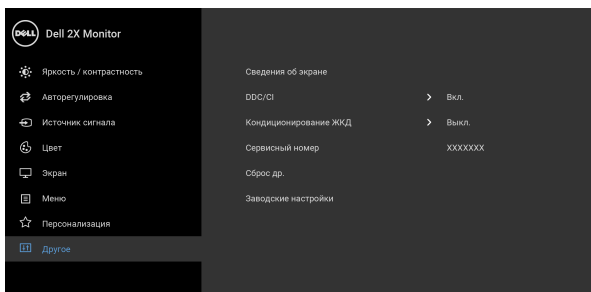 DELL Dell 2X Monitor
Яркость / контрастность
Сведения об экране
Авторегулировка
DDC/CI > Вкл.
Источник сигнала
Кондиционирование ЖКД > Выкл.
Цвет
Сервисный номер XXXXXXX
Экран
Сброс др.
Меню
Заводские настройки
Персонализация
Другое